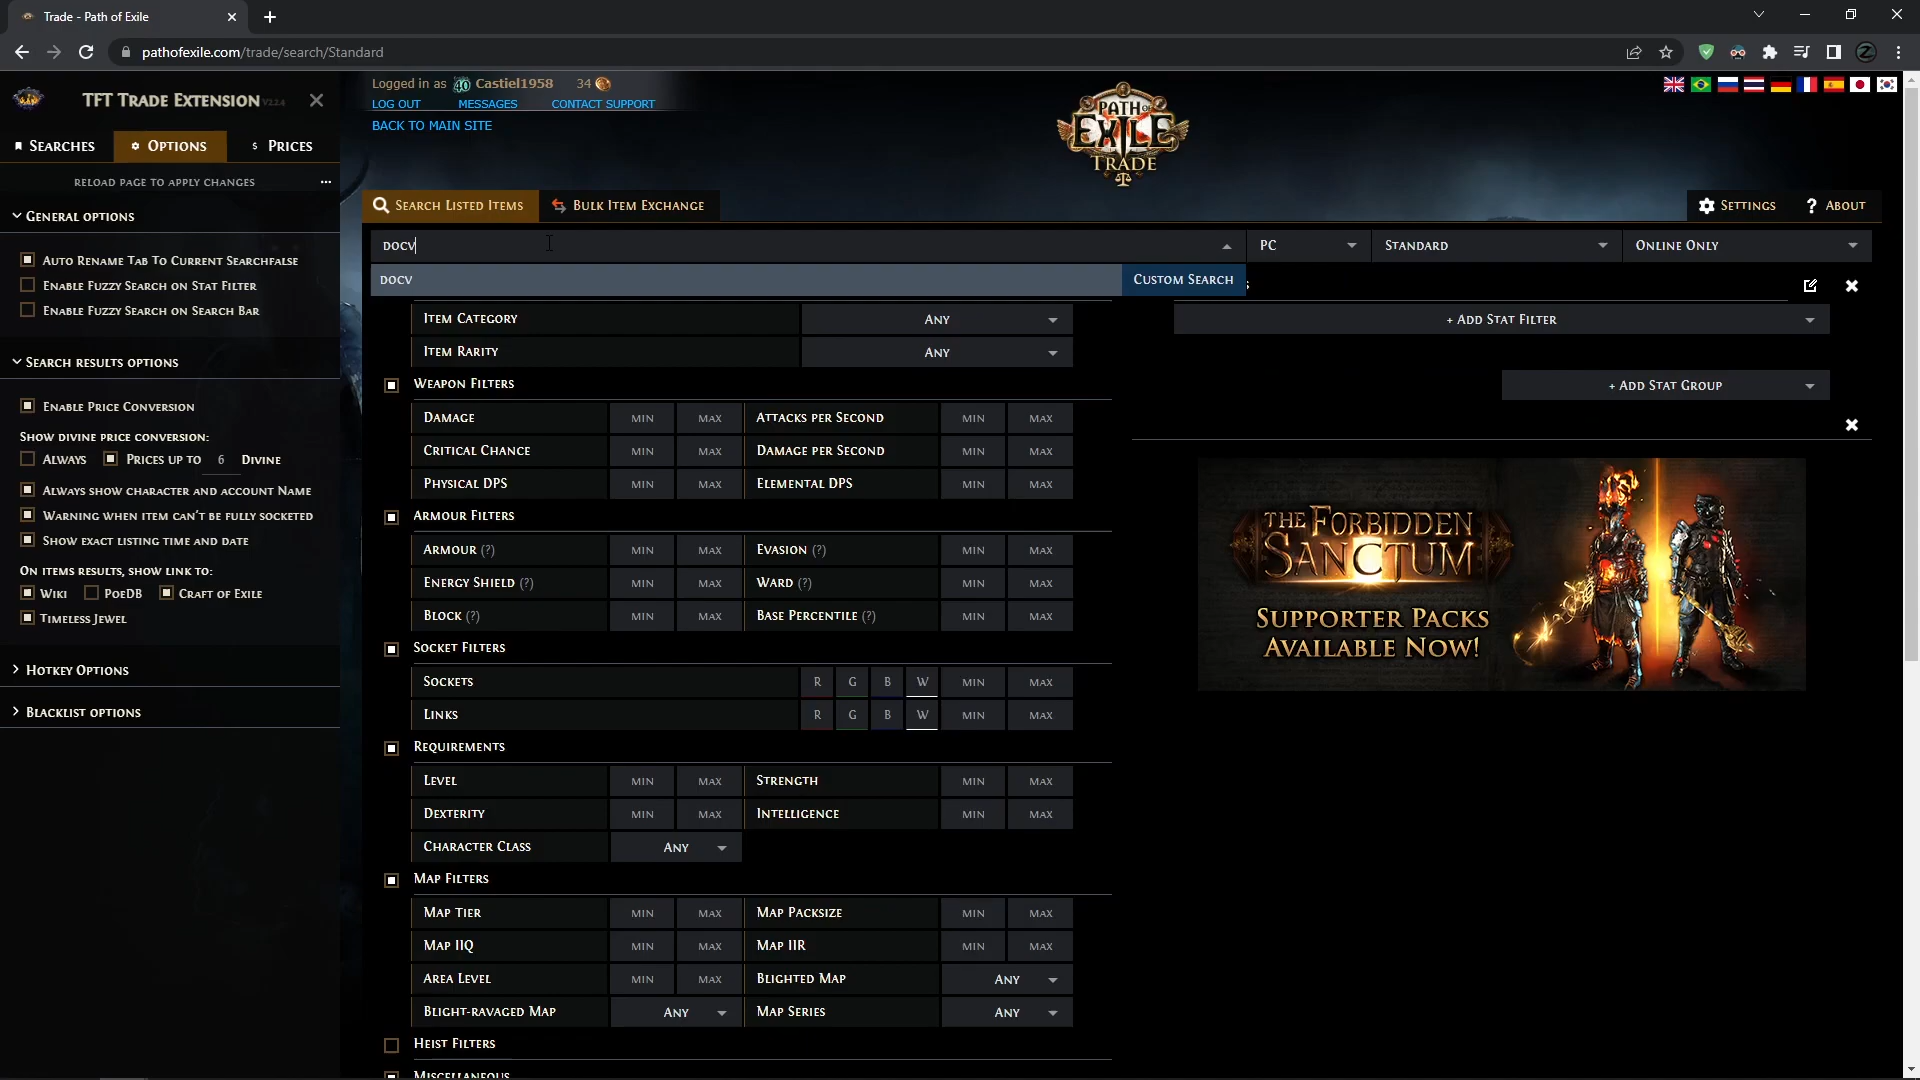 Trade - Path of Exile
pathofexile.com/trade/search/Standard
Logged in as 40 Castiel1958 34
LOG OUT MESSAGES CONTACT SUPPORT
BACK TO MAIN SITE
TFT Trade Extension V2.2.4
Searches Options $ Prices
RELOAD PAGE TO APPLY CHANGES ...
PATH OF EXILE TRADE
Search Listed Items Bulk Item Exchange Settings ? About
General options
Auto Rename Tab To Current Searchfalse
Enable Fuzzy Search on Stat Filter
Enable Fuzzy Search on Search Bar
Search results options
Enable Price Conversion
Show divine price conversion:
Always Prices up to 6 Divine
Always show character and account Name
Warning when item can't be fully socketed
Show exact listing time and date
On items results, show link to:
Wiki PoeDB Craft of Exile
Timeless Jewel
Hotkey Options
Blacklist options
docv PC Standard Online Only
docv Custom Search
Item Category Any
Item Rarity Any
Weapon Filters
Damage MIN MAX Attacks per Second MIN MAX
Critical Chance MIN MAX Damage per Second MIN MAX
Physical DPS MIN MAX Elemental DPS MIN MAX
Armour Filters
Armour (?) MIN MAX Evasion (?) MIN MAX
Energy Shield (?) MIN MAX Ward (?) MIN MAX
Block (?) MIN MAX Base Percentile (?) MIN MAX
Socket Filters
Sockets R G B W MIN MAX
Links R G B W MIN MAX
Requirements
Level MIN MAX Strength MIN MAX
Dexterity MIN MAX Intelligence MIN MAX
Character Class Any
Map Filters
Map Tier MIN MAX Map Packsize MIN MAX
Map IIQ MIN MAX Map IIR MIN MAX
Area Level MIN MAX Blighted Map Any
Blight-ravaged Map Any Map Series Any
Heist Filters
Miscellaneous
+ Add Stat Filter
+ Add Stat Group
THE FORBIDDEN
SANCTUM
SUPPORTER PACKS
AVAILABLE NOW!